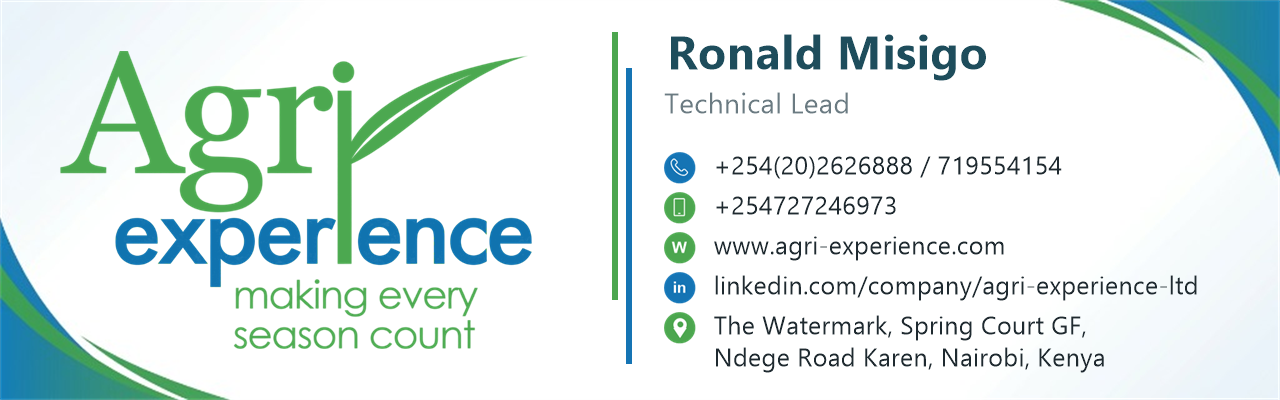 Agri
experience
making every
season count
Ronald Misigo
Technical Lead
+254(20)2626888 / 719554154
+254727246973
W www.agri-experience.com
in linkedin.com/company/agri-experience-ltd
The Watermark, Spring Court GF,
Ndege Road Karen, Nairobi, Kenya